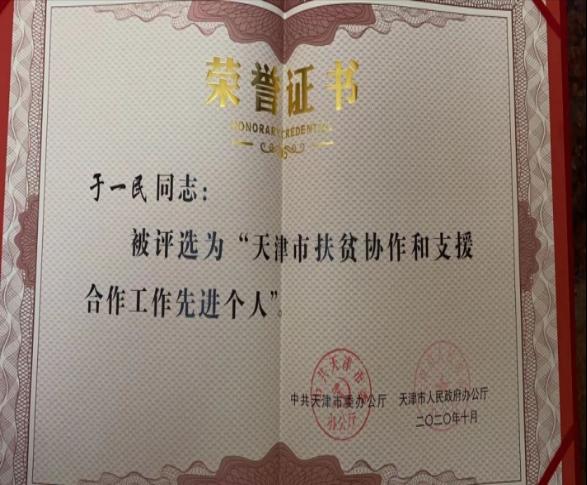 荣誉证书
HONORARY CREDENTIAL
于一民同志：
被评选为“天津市扶贫协作和支援
合作工作先进个人”。
中共天津市委办公厅 天津市人民政府办公厅
二〇二〇年十月